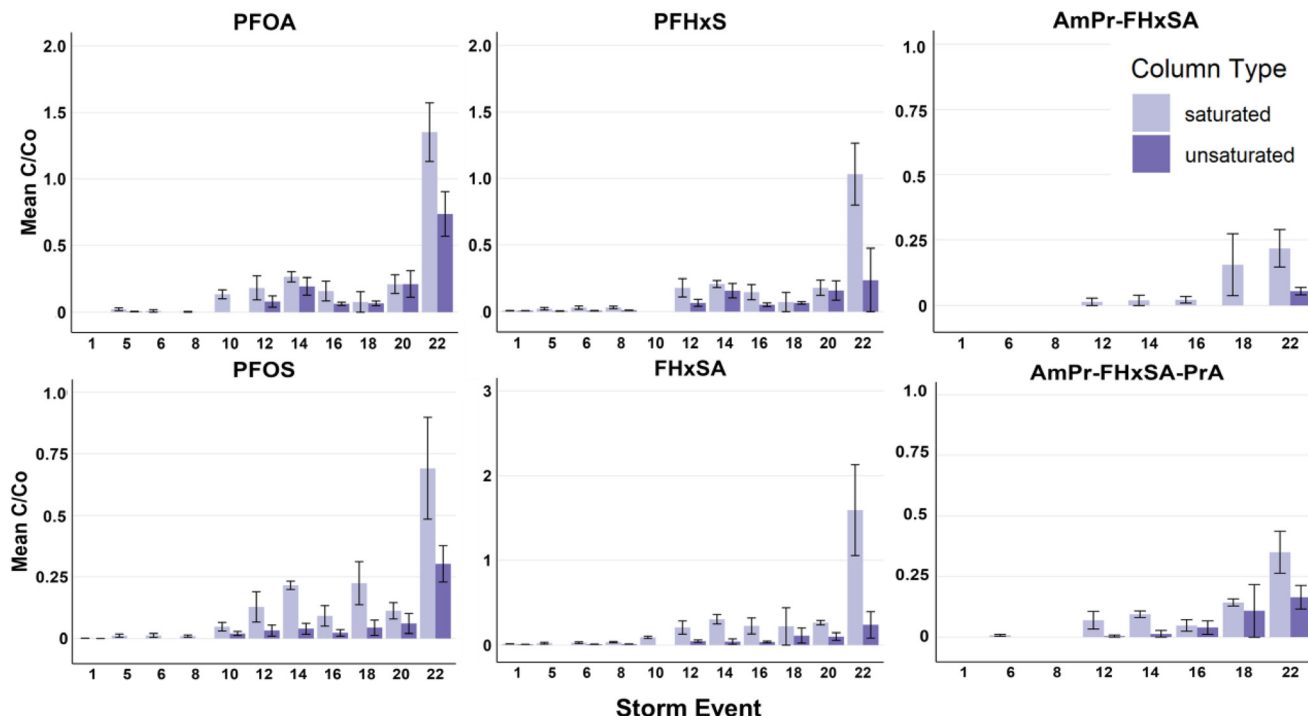 PFOA
PFHxS
AmPr-FHxSA
Mean C/Co
2.0
1.5
1.0
0.5
0
1 5 6 8 10 12 14 16 18 20 22
2.0
1.5
1.0
0.5
0
1 5 6 8 10 12 14 16 18 20 22
1.0
0.75
0.5
0.25
0
1 6 8 12 14 16 18 22
Column Type
saturated
unsaturated
PFOS
FHxSA
AmPr-FHxSA-PrA
Mean C/Co
1.0
0.75
0.5
0.25
0
1 5 6 8 10 12 14 16 18 20 22
3
2
1
0
1 5 6 8 10 12 14 16 18 20 22
1.0
0.75
0.5
0.25
0
1 6 8 12 14 16 18 22
Storm Event